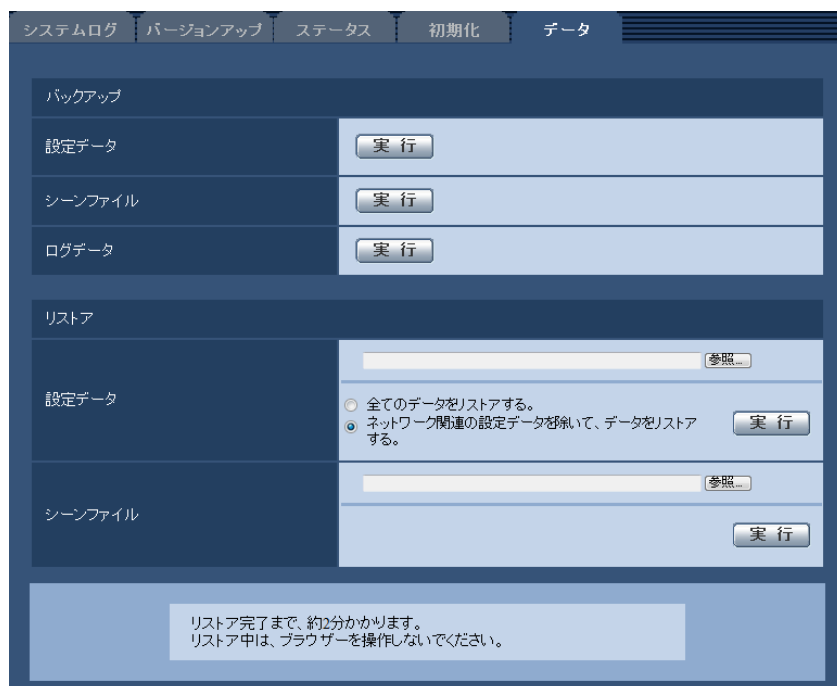 システムログ バージョンアップ ステータス 初期化 データ
バックアップ
設定データ 実 行
シーンファイル 実 行
ログデータ 実 行
リストア
参照...
設定データ
全てのデータをリストアする。
ネットワーク関連の設定データを除いて、データをリストア
する。
実 行
参照...
シーンファイル
実 行
リストア完了まで、約2分かかります。
リストア中は、ブラウザーを操作しないでください。